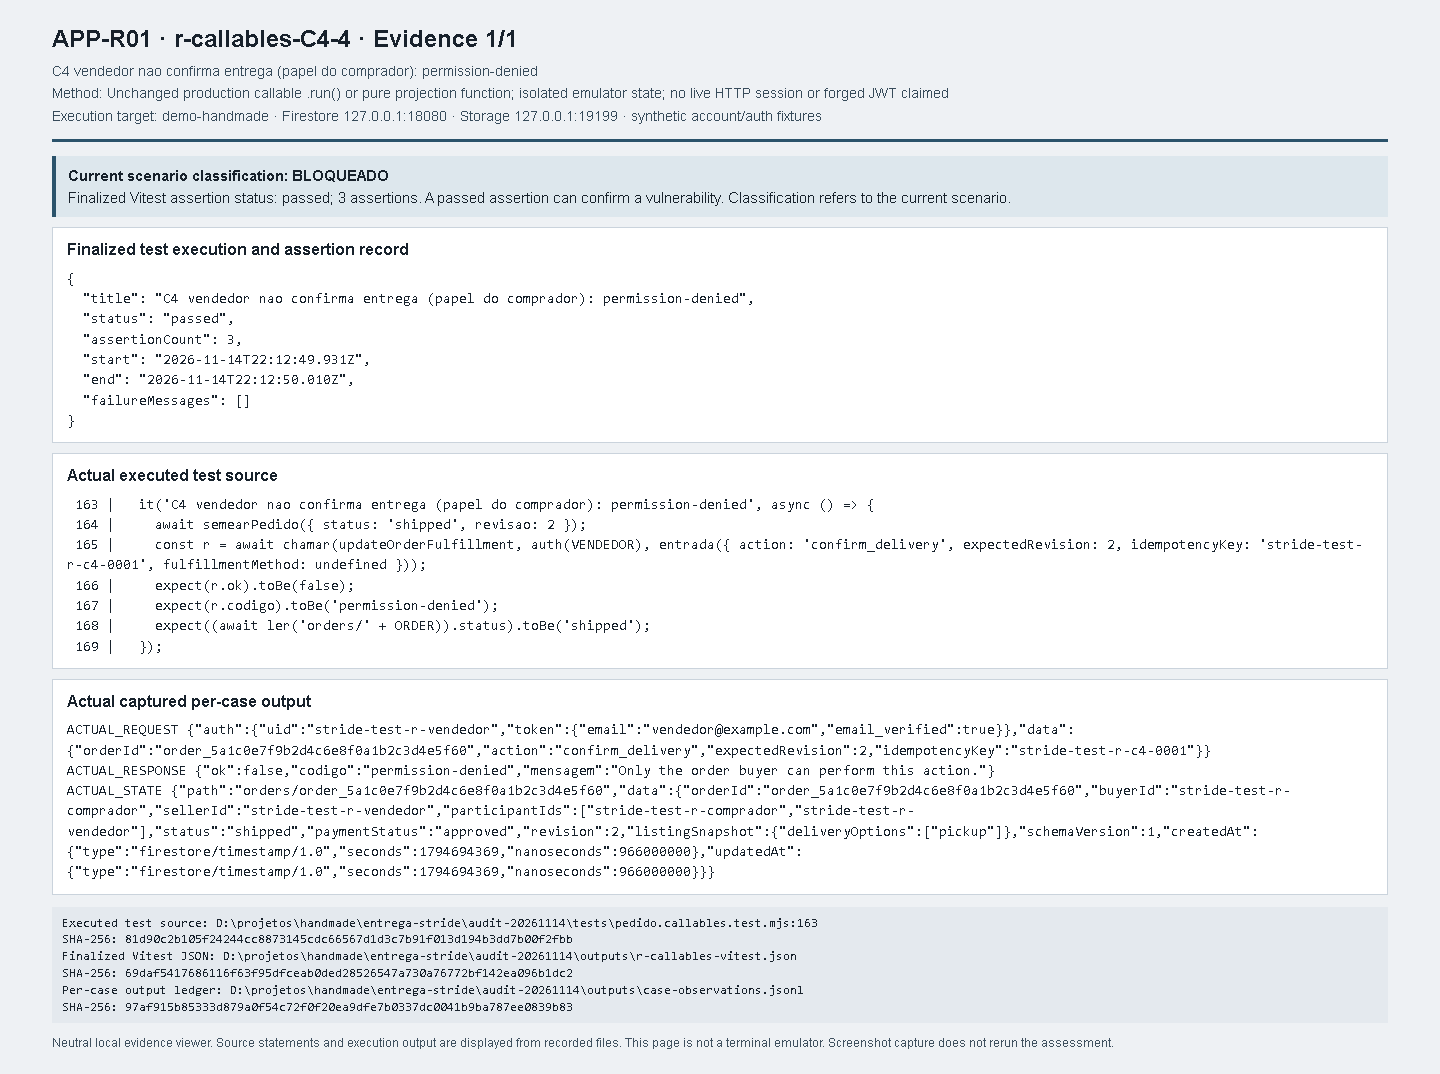 APP-R01 · r-callables-C4-4 · Evidence 1/1
C4 vendedor nao confirma entrega (papel do comprador): permission-denied
Method: Unchanged production callable .run() or pure projection function; isolated emulator state; no live HTTP session or forged JWT claimed
Execution target: demo-handmade · Firestore 127.0.0.1:18080 · Storage 127.0.0.1:19199 · synthetic account/auth fixtures
Current scenario classification: BLOQUEADO
Finalized Vitest assertion status: passed; 3 assertions. A passed assertion can confirm a vulnerability. Classification refers to the current scenario.
Finalized test execution and assertion record
{
  "title": "C4 vendedor nao confirma entrega (papel do comprador): permission-denied",
  "status": "passed",
  "assertionCount": 3,
  "start": "2026-11-14T22:12:49.931Z",
  "end": "2026-11-14T22:12:50.010Z",
  "failureMessages": []
}
Actual executed test source
163 |   it('C4 vendedor nao confirma entrega (papel do comprador): permission-denied', async () => {
164 |     await semearPedido({ status: 'shipped', revisao: 2 });
165 |     const r = await chamar(updateOrderFulfillment, auth(VENDEDOR), entrada({ action: 'confirm_delivery', expectedRevision: 2, idempotencyKey: 'stride-test-
r-c4-0001', fulfillmentMethod: undefined }));
166 |     expect(r.ok).toBe(false);
167 |     expect(r.codigo).toBe('permission-denied');
168 |     expect((await ler('orders/' + ORDER)).status).toBe('shipped');
169 |   });
Actual captured per-case output
ACTUAL_REQUEST {"auth":{"uid":"stride-test-r-vendedor","token":{"email":"vendedor@example.com","email_verified":true}},"data":
{"orderId":"order_5a1c0e7f9b2d4c6e8f0a1b2c3d4e5f60","action":"confirm_delivery","expectedRevision":2,"idempotencyKey":"stride-test-r-c4-0001"}}
ACTUAL_RESPONSE {"ok":false,"codigo":"permission-denied","mensagem":"Only the order buyer can perform this action."}
ACTUAL_STATE {"path":"orders/order_5a1c0e7f9b2d4c6e8f0a1b2c3d4e5f60","data":{"orderId":"order_5a1c0e7f9b2d4c6e8f0a1b2c3d4e5f60","buyerId":"stride-test-r-
comprador","sellerId":"stride-test-r-vendedor","participantIds":["stride-test-r-comprador","stride-test-r-
vendedor"],"status":"shipped","paymentStatus":"approved","revision":2,"listingSnapshot":{"deliveryOptions":["pickup"]},"schemaVersion":1,"createdAt":
{"type":"firestore/timestamp/1.0","seconds":1794694369,"nanoseconds":966000000},"updatedAt":
{"type":"firestore/timestamp/1.0","seconds":1794694369,"nanoseconds":966000000}}}
Executed test source: D:\projetos\handmade\entrega-stride\audit-20261114\tests\pedido.callables.test.mjs:163
SHA-256: 81d90c2b105f24244cc8873145cdc66567d1d3c7b91f013d194b3dd7b00f2fbb
Finalized Vitest JSON: D:\projetos\handmade\entrega-stride\audit-20261114\outputs\r-callables-vitest.json
SHA-256: 69daf5417686116f63f95dfceab0ded28526547a730a76772bf142ea096b1dc2
Per-case output ledger: D:\projetos\handmade\entrega-stride\audit-20261114\outputs\case-observations.jsonl
SHA-256: 97af915b85333d879a0f54c72f0f20ea9dfe7b0337dc0041b9ba787ee0839b83
Neutral local evidence viewer. Source statements and execution output are displayed from recorded files. This page is not a terminal emulator. Screenshot capture does not rerun the assessment.